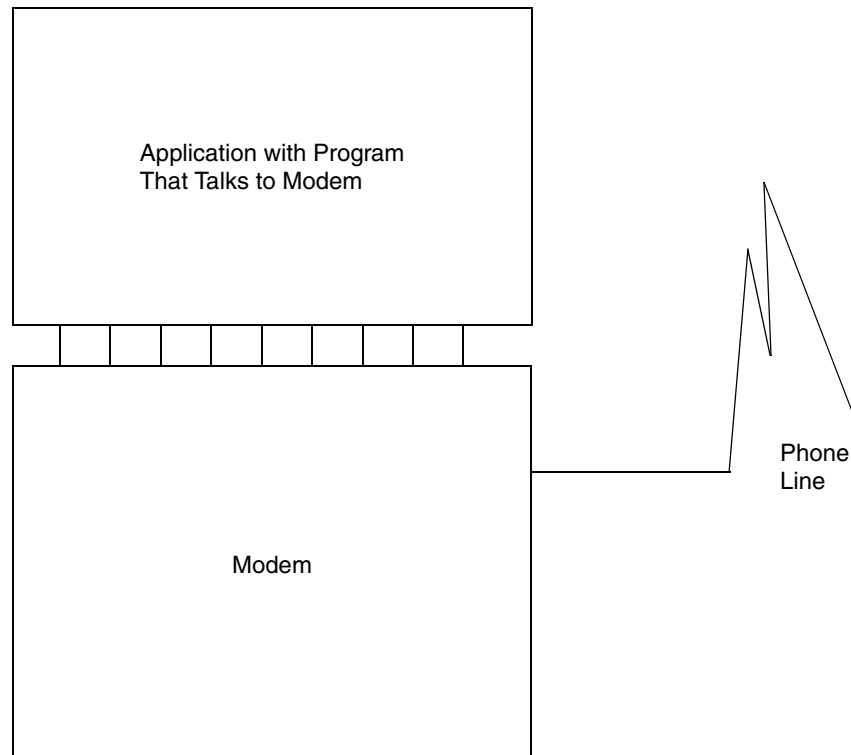 Application with Program
That Talks to Modem
Phone
Line
Modem